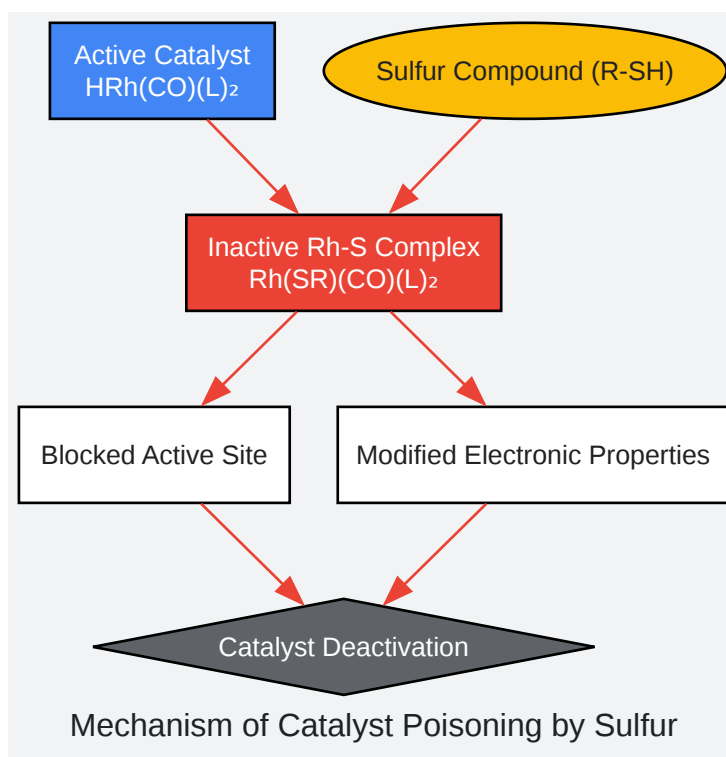 Active Catalyst
HRh(CO)(L)₂
Sulfur Compound (R-SH)
Inactive Rh-S Complex
Rh(SR)(CO)(L)₂
Blocked Active Site
Modified Electronic Properties
Catalyst Deactivation
Mechanism of Catalyst Poisoning by Sulfur